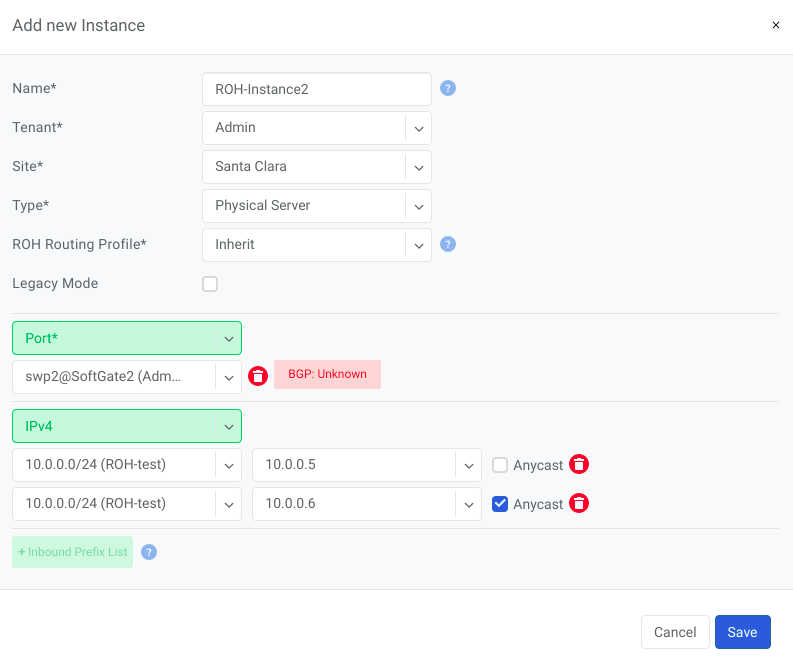 Add new Instance
×
Name*
ROH-Instance2
?
Tenant*
Admin
Site*
Santa Clara
Type*
Physical Server
ROH Routing Profile*
Inherit
?
Legacy Mode
Port*
swp2@SoftGate2 (Adm...
BGP: Unknown
IPv4
10.0.0.0/24 (ROH-test)
10.0.0.5
Anycast
10.0.0.0/24 (ROH-test)
10.0.0.6
Anycast
+ Inbound Prefix List
?
Cancel
Save